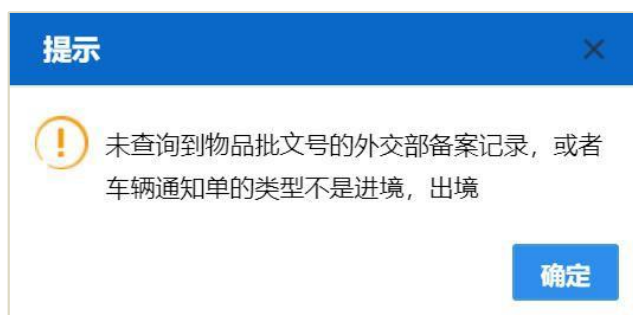 提示
未查询到物品批文号的外交部备案记录，或者
车辆通知单的类型不是进境，出境
确定